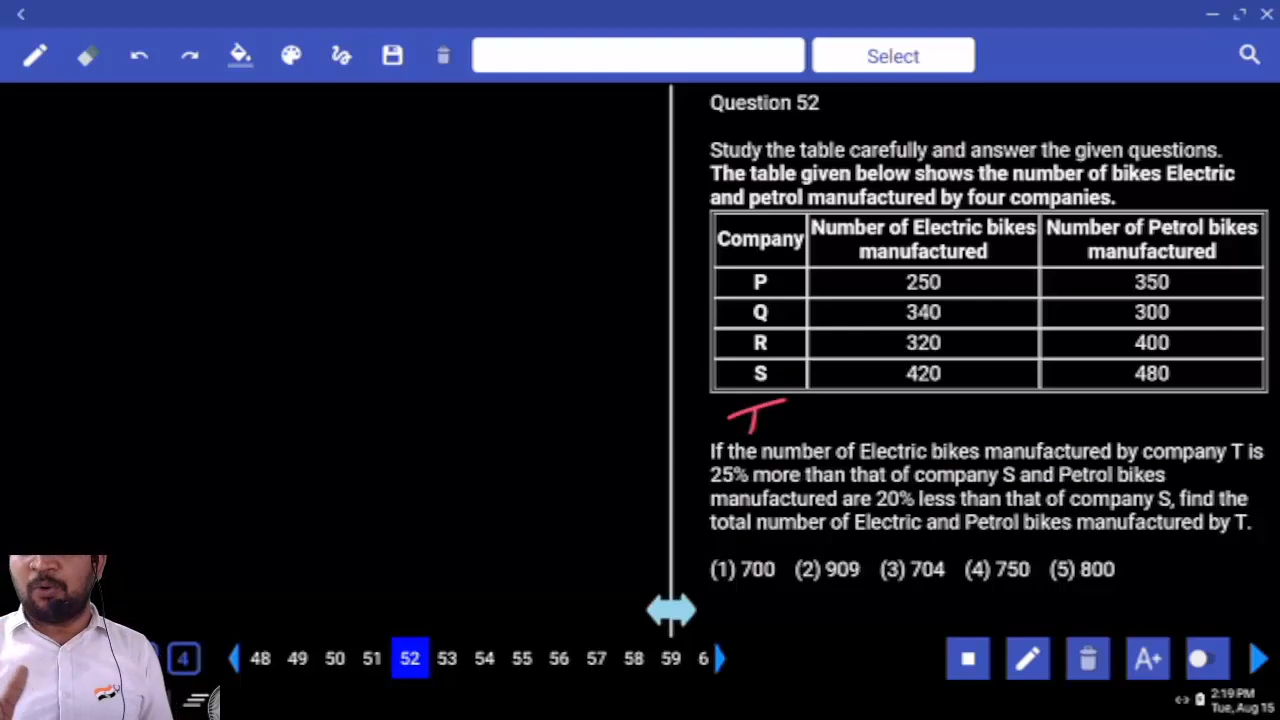 Select
Question 52
Study the table carefully and answer the given questions.
The table given below shows the number of bikes Electric
and petrol manufactured by four companies.
Company Number of Electric bikes manufactured Number of Petrol bikes manufactured
P 250 350
Q 340 300
R 320 400
S 420 480
T
If the number of Electric bikes manufactured by company T is
25% more than that of company S and Petrol bikes
manufactured are 20% less than that of company S, find the
total number of Electric and Petrol bikes manufactured by T.
(1) 700 (2) 909 (3) 704 (4) 750 (5) 800
4 48 49 50 51 52 53 54 55 56 57 58 59 6 A+
2:19 PM
Tue, Aug 15